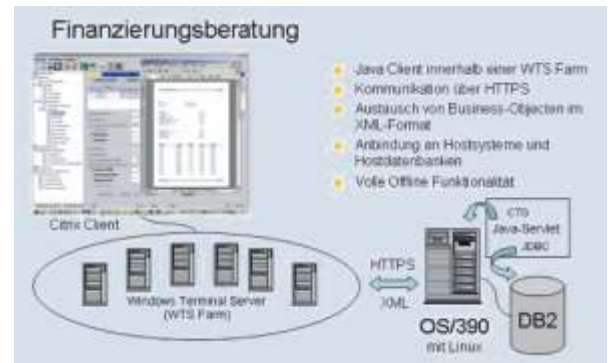 Finanzierungsberatung
Java Client innerhalb einer WTS Farm
Kommunikation über HTTPS
Austausch von Business-Objecten im
XML-Format
Anbindung an Hostsysteme und
Hostdatenbanken
Volle Offline Funktionalität
Citrix Client
CTG
Java-Servlet
JDBC
HTTPS
XML
Windows Terminal Server
(WTS Farm)
OS/390
mit Linux
DB2